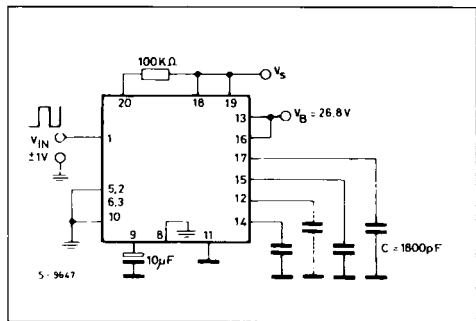 100KΩ
Vs
20
18
19
13
VB = 26.8V
16
VIN
±1V
1
17
15
5,2
6,3
10
12
14
9
8
11
10µF
C = 1800pF
S-9647